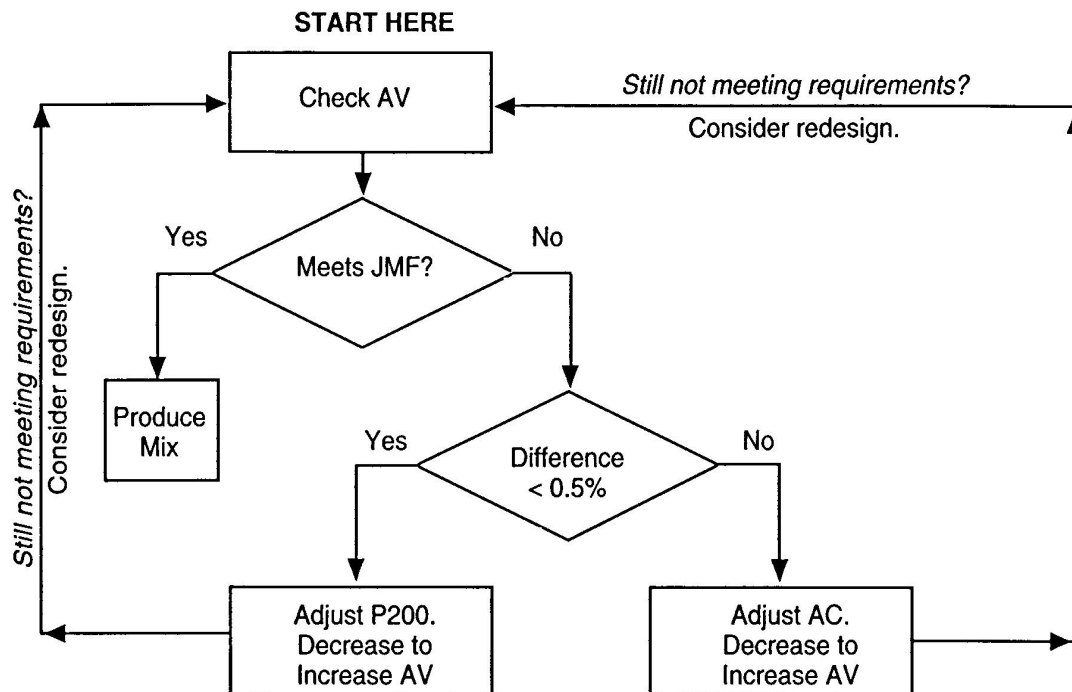 START HERE
Check AV
Still not meeting requirements?
Consider redesign.
Yes
Meets JMF?
No
Still not meeting requirements?
Consider redesign.
Produce
Mix
Yes
Difference
< 0.5%
No
Adjust P200.
Decrease to
Increase AV
Adjust AC.
Decrease to
Increase AV